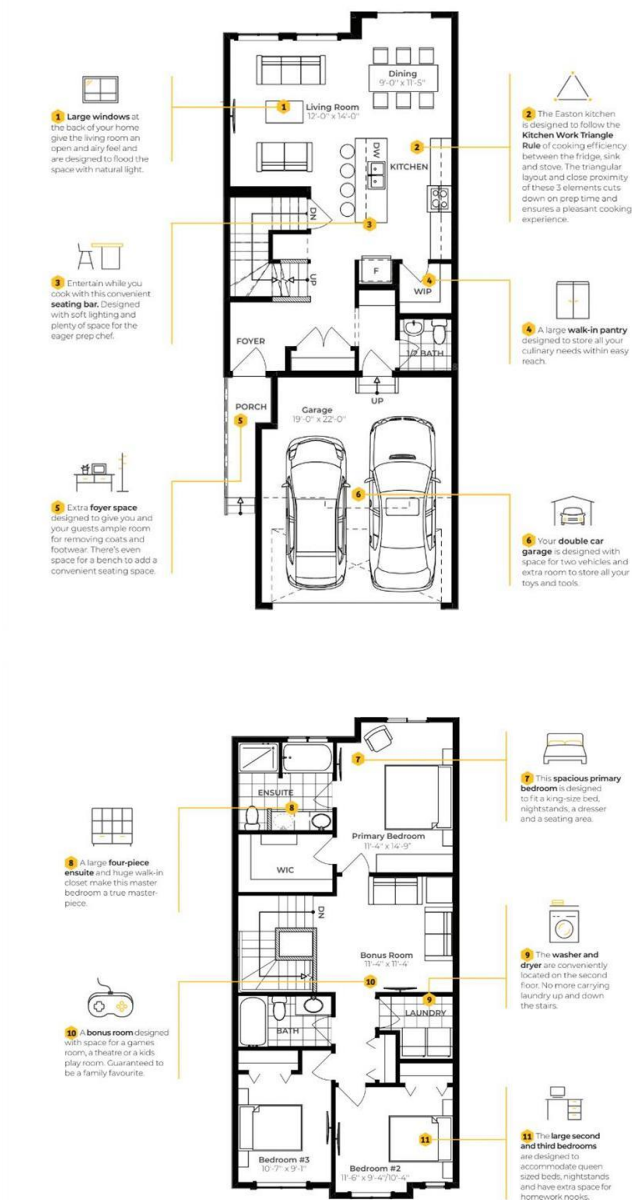 Dining
9'-0" x 11'-5"
1
Living Room
12'-0" x 14'-0"
2
KITCHEN
DW
3
DN
UP
F
4
WIP
FOYER
1/2 BATH
UP
PORCH
5
Garage
19'-0" x 22'-0"
6
1 Large windows at
the back of your home
give the living room an
open and airy feel and
are designed to flood the
space with natural light.
2 The Easton kitchen
is designed to follow the
Kitchen Work Triangle
Rule of cooking efficiency
between the fridge, sink
and stove. The triangular
layout and close proximity
of these 3 elements cuts
down on prep time and
ensures a pleasant cooking
experience.
3 Entertain while you
cook with this convenient
seating bar. Designed
with soft lighting and
plenty of space for the
eager prep chef.
4 A large walk-in pantry
designed to store all your
culinary needs within easy
reach.
5 Extra foyer space
designed to give you and
your guests ample room
for removing coats and
footwear. There's even
space for a bench to add a
convenient seating space.
6 Your double car
garage is designed with
space for two vehicles and
extra room to store all your
toys and tools.
7
ENSUITE
8
Primary Bedroom
11'-4" x 14'-9"
WIC
DN
Bonus Room
11'-4" x 11'-4'
10
9
LAUNDRY
BATH
11
Bedroom #3
10'-7" x 9'-1"
Bedroom #2
11'-6" x 9'-4"/10'-4"
7 This spacious primary
bedroom is designed
to fit a king-size bed,
nightstands, a dresser
and a seating area.
8 A large four-piece
ensuite and huge walk-in
closet make this master
bedroom a true master-
piece.
9 The washer and
dryer are conveniently
located on the second
floor. No more carrying
laundry up and down
the stairs.
10 A bonus room designed
with space for a games
room, a theatre or a kids
play room. Guaranteed to
be a family favourite.
11 The large second
and third bedrooms
are designed to
accommodate queen
sized beds, nightstands
and have extra space for
homework nooks.